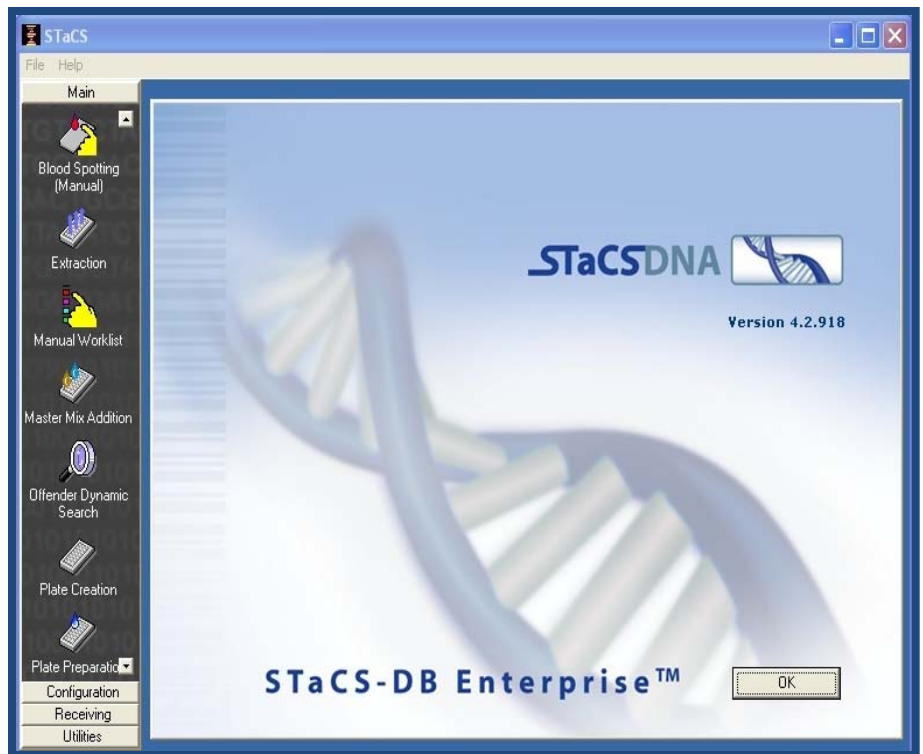 STaCS
File Help
Main
Blood Spotting
(Manual)
Extraction
Manual Worklist
Master Mix Addition
Offender Dynamic
Search
Plate Creation
Plate Preparatio
Configuration
Receiving
Utilities
STaCSDNA
Version 4.2.918
STaCS-DB Enterprise™
OK